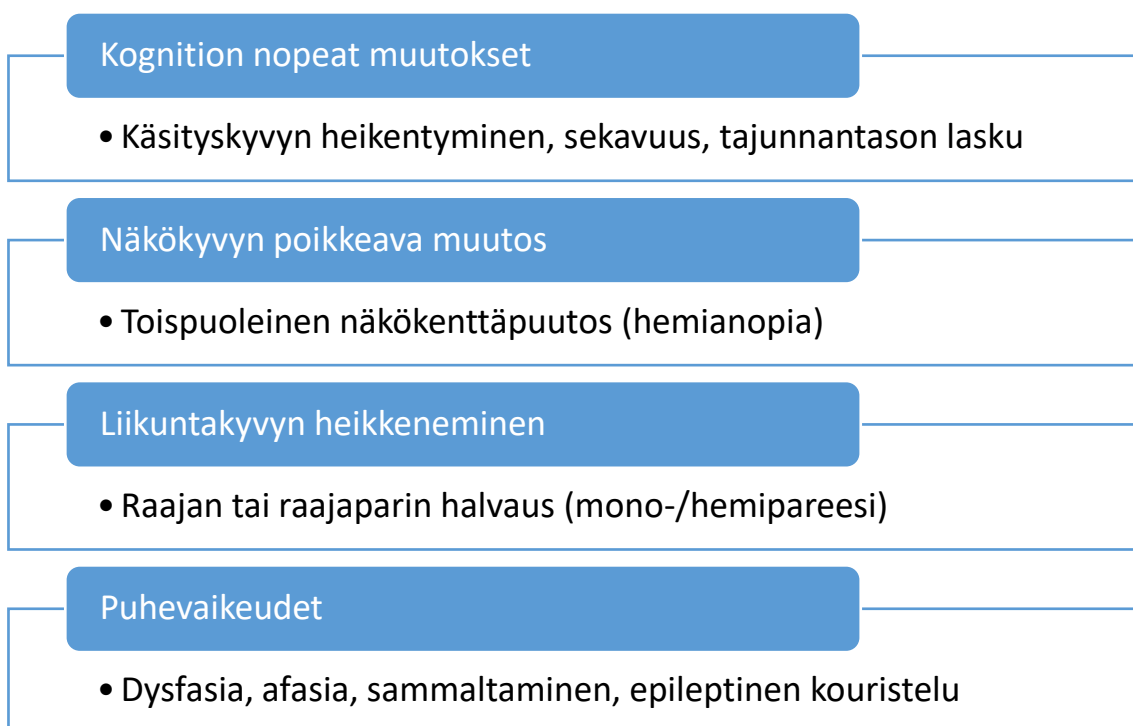 Kognition nopeat muutokset
• Käsityskyvyn heikentyminen, sekavuus, tajunnantason lasku
Näkökyvyn poikkeava muutos
• Toispuoleinen näkökenttäpuutos (hemianopia)
Liikuntakyvyn heikkeneminen
• Raajan tai raajaparin halvaus (mono-/hemipareesi)
Puhevaikeudet
• Dysfasia, afasia, sammaltaminen, epileptinen kouristelu